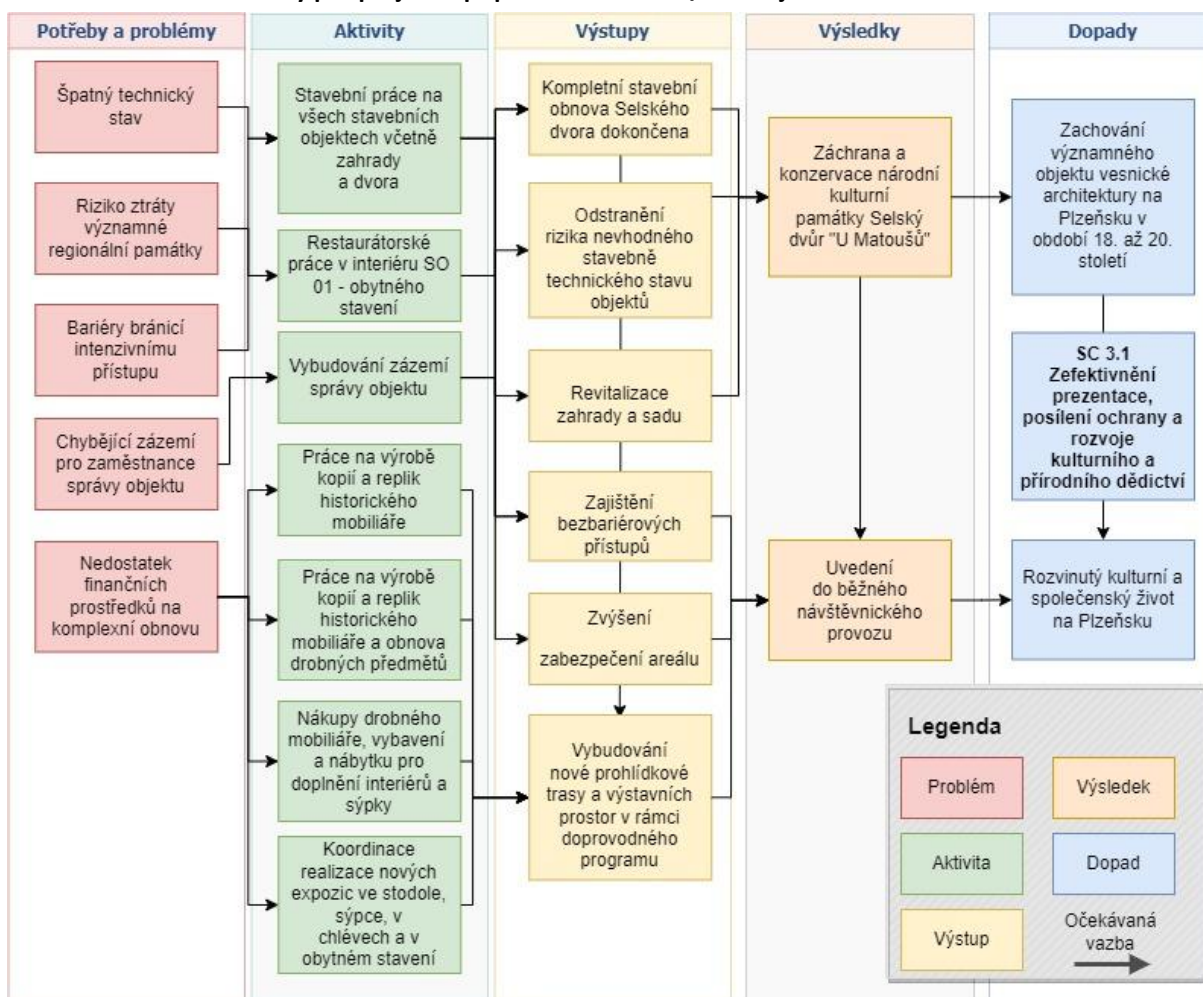 Potřeby a problémy
Aktivity
Výstupy
Výsledky
Dopady
Špatný technický
stav
Riziko ztráty
významné
regionální památky
Bariéry bránicí
intenzivnímu
přístupu
Chybějící zázemí
pro zaměstnance
správy objektu
Nedostatek
finančních
prostředků na
komplexní obnovu
Stavební práce na
všech stavebních
objektech včetně
zahrady
a dvora
Restaurátorské
práce v interiéru SO
01 - obytného
stavení
Vybudování zázemí
správy objektu
Práce na výrobě
kopií a replik
historického
mobiliáře
Práce na výrobě
kopií a replik
historického
mobiliáře a obnova
drobných předmětů
Nákupy drobného
mobiliáře, vybavení
a nábytku pro
doplnění interiérů a
sýpky
Koordinace
realizace nových
expozic ve stodole,
sýpce, v
chlévech a v
obytném stavení
Kompletní stavební
obnova Selského
dvora dokončena
Odstranění
rizika nevhodného
stavebně
technického stavu
objektů
Revitalizace
zahrady a sadu
Zajištění
bezbariérových
přístupů
Zvýšení
zabezpečení areálu
Vybudování
nové prohlídkové
trasy a výstavních
prostor v rámci
doprovodného
programu
Záchrana a
konzervace národní
kulturní
památky Selský
dvůr "U Matoušů"
Uvedení
do běžného
návštěvnického
provozu
Zachování
významného
objektu vesnické
architektury na
Plzeňsku v
období 18. až 20.
století
SC 3.1
Zefektivnění
prezentace,
posílení ochrany a
rozvoje
kulturního a
přírodního dědictví
Rozvinutý kulturní a
společenský život
na Plzeňsku
Legenda
Problém
Výsledek
Aktivita
Dopad
Výstup
Očekávaná
vazba